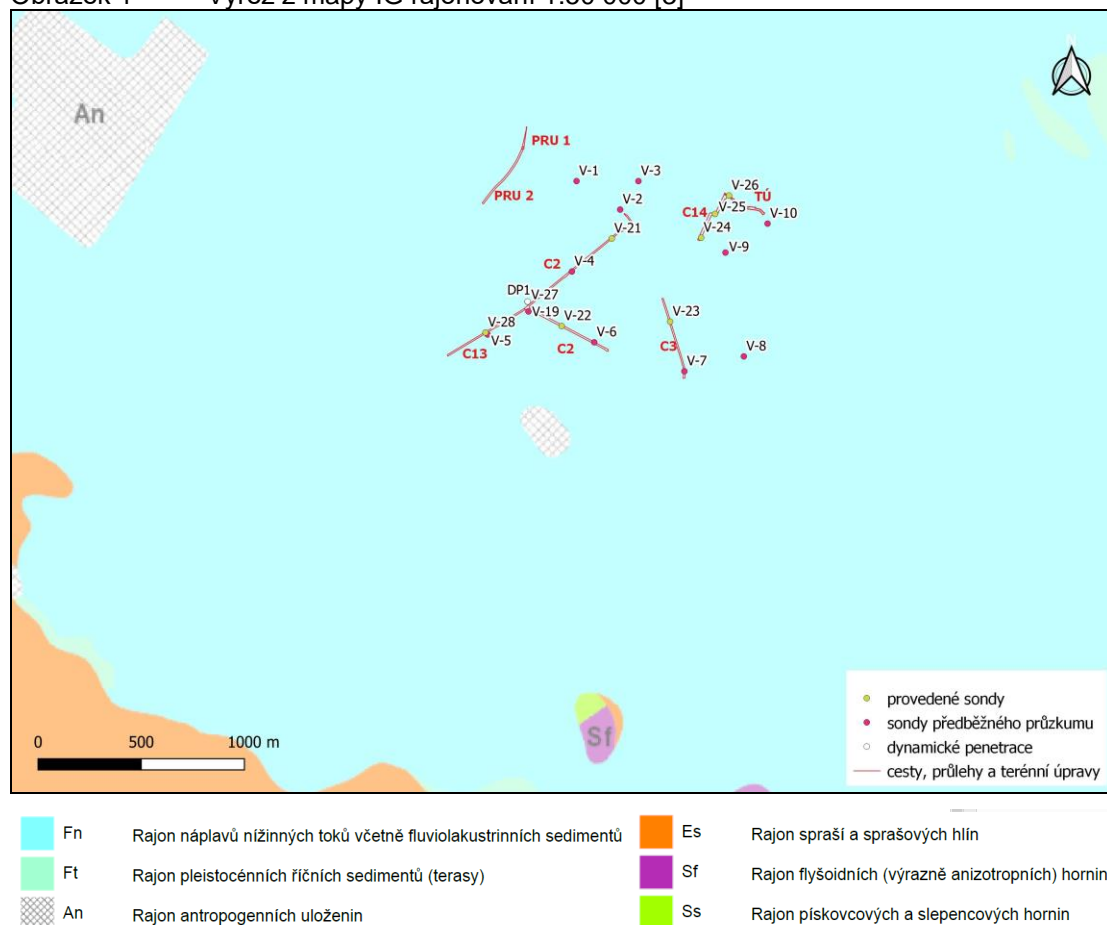 Obrázek 1 Výřez z mapy IG rajonování 1:50 000 [8]
N
An
PRU 1
PRU 2
V-1
V-3
V-2
V-26
TÚ
C14
V-25
V-10
V-21
V-24
V-9
C2
V-4
DP1
V-27
V-19
V-22
V-23
V-28
V-5
C13
C2
V-6
C3
V-7
V-8
Sf
0 500 1000 m
provedené sondy
sondy předběžného průzkumu
dynamické penetrace
cesty, průlehy a terénní úpravy
Fn Rajon náplavů nížinných toků včetně fluviolakustrinních sedimentů
Es Rajon spraší a sprašových hlín
Ft Rajon pleistocénních říčních sedimentů (terasy)
Sf Rajon flyšoidních (výrazně anizotropních) hornin
An Rajon antropogenních uloženin
Ss Rajon pískovcových a slepencových hornin